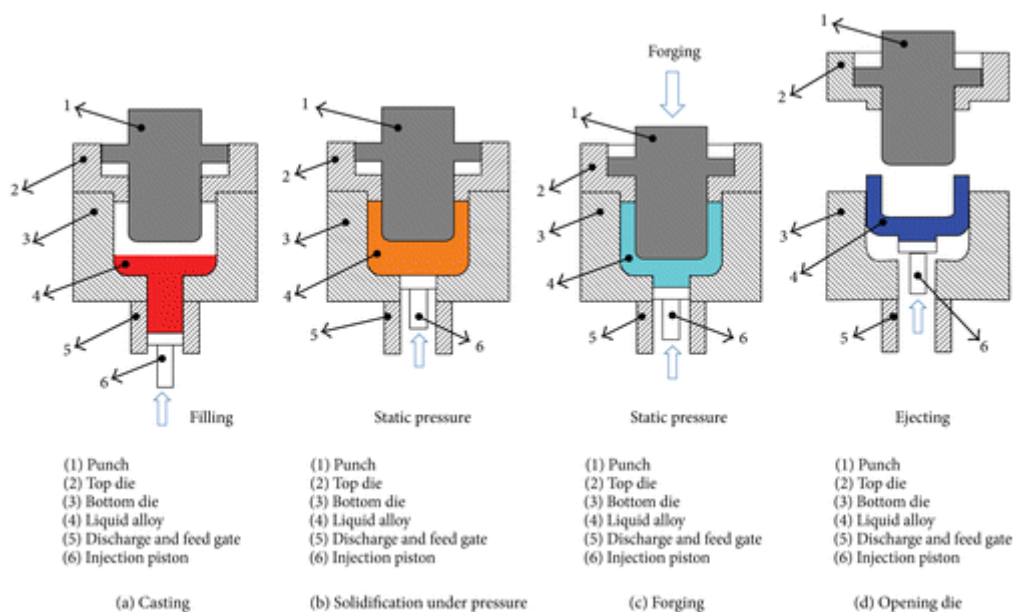 1
2
3
4
5
6
Filling
(1) Punch
(2) Top die
(3) Bottom die
(4) Liquid alloy
(5) Discharge and feed gate
(6) Injection piston
(a) Casting
1
2
3
4
5
6
Static pressure
(1) Punch
(2) Top die
(3) Bottom die
(4) Liquid alloy
(5) Discharge and feed gate
(6) Injection piston
(b) Solidification under pressure
Forging
1
2
3
4
5
6
Static pressure
(1) Punch
(2) Top die
(3) Bottom die
(4) Liquid alloy
(5) Discharge and feed gate
(6) Injection piston
(c) Forging
1
2
3
4
5
6
Ejecting
(1) Punch
(2) Top die
(3) Bottom die
(4) Liquid alloy
(5) Discharge and feed gate
(6) Injection piston
(d) Opening die